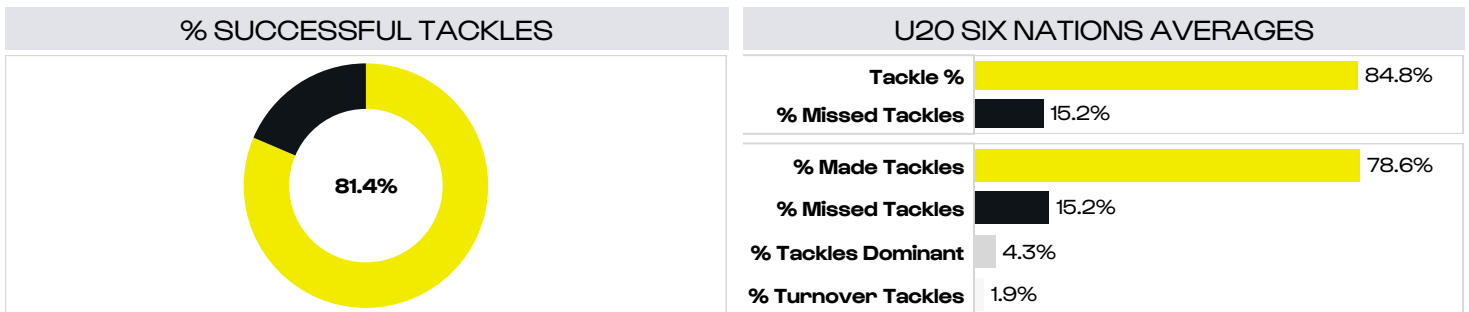 % SUCCESSFUL TACKLES
81.4%
U20 SIX NATIONS AVERAGES
Tackle % 84.8%
% Missed Tackles 15.2%
% Made Tackles 78.6%
% Missed Tackles 15.2%
% Tackles Dominant 4.3%
% Turnover Tackles 1.9%